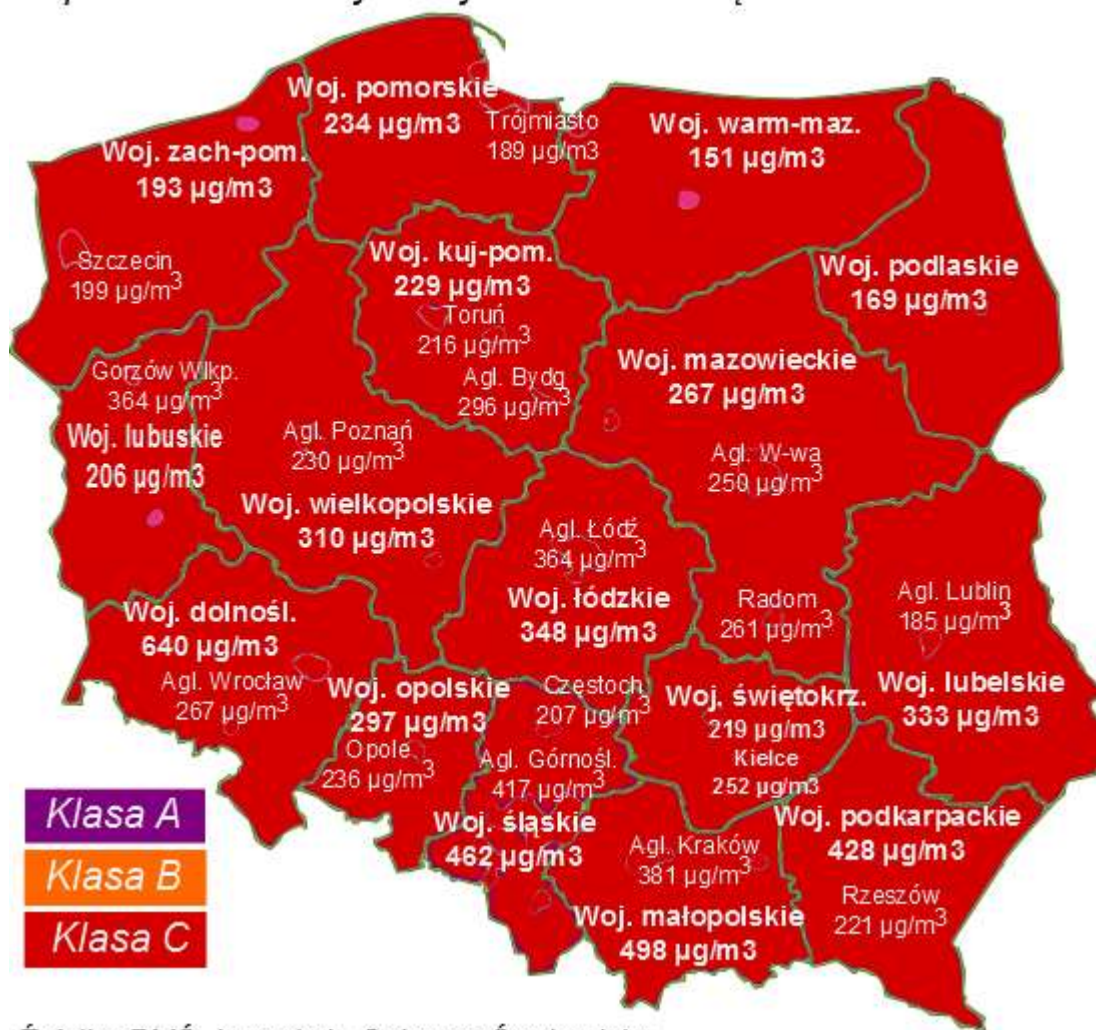 Woj. pomorskie
234 µg/m3
Trójmiasto
189 µg/m3
Woj. warm-maz.
151 µg/m3
Woj. zach-pom.
193 µg/m3
Szczecin
199 µg/m3
Woj. kuj-pom.
229 µg/m3
Toruń
216 µg/m3
Agl. Bydg
296 µg/m3
Woj. podlaskie
169 µg/m3
Woj. mazowieckie
267 µg/m3
Agl. W-wa
250 µg/m3
Radom
261 µg/m3
Gorzów Wlkp.
364 µg/m3
Woj. lubuskie
206 µg/m3
Agl. Poznań
230 µg/m3
Woj. wielkopolskie
310 µg/m3
Agl. Łódź
364 µg/m3
Woj. łódzkie
348 µg/m3
Agl. Lublin
185 µg/m3
Woj. lubelskie
333 µg/m3
Woj. dolnośl.
640 µg/m3
Agl. Wrocław
267 µg/m3
Woj. opolskie
297 µg/m3
Opole
236 µg/m3
Częstoch.
207 µg/m3
Agl. Górnośl.
417 µg/m3
Woj. śląskie
462 µg/m3
Woj. świętokrz.
219 µg/m3
Kielce
252 µg/m3
Agl. Kraków
381 µg/m3
Woj. małopolskie
498 µg/m3
Woj. podkarpackie
428 µg/m3
Rzeszów
221 µg/m3
Klasa A
Klasa B
Klasa C